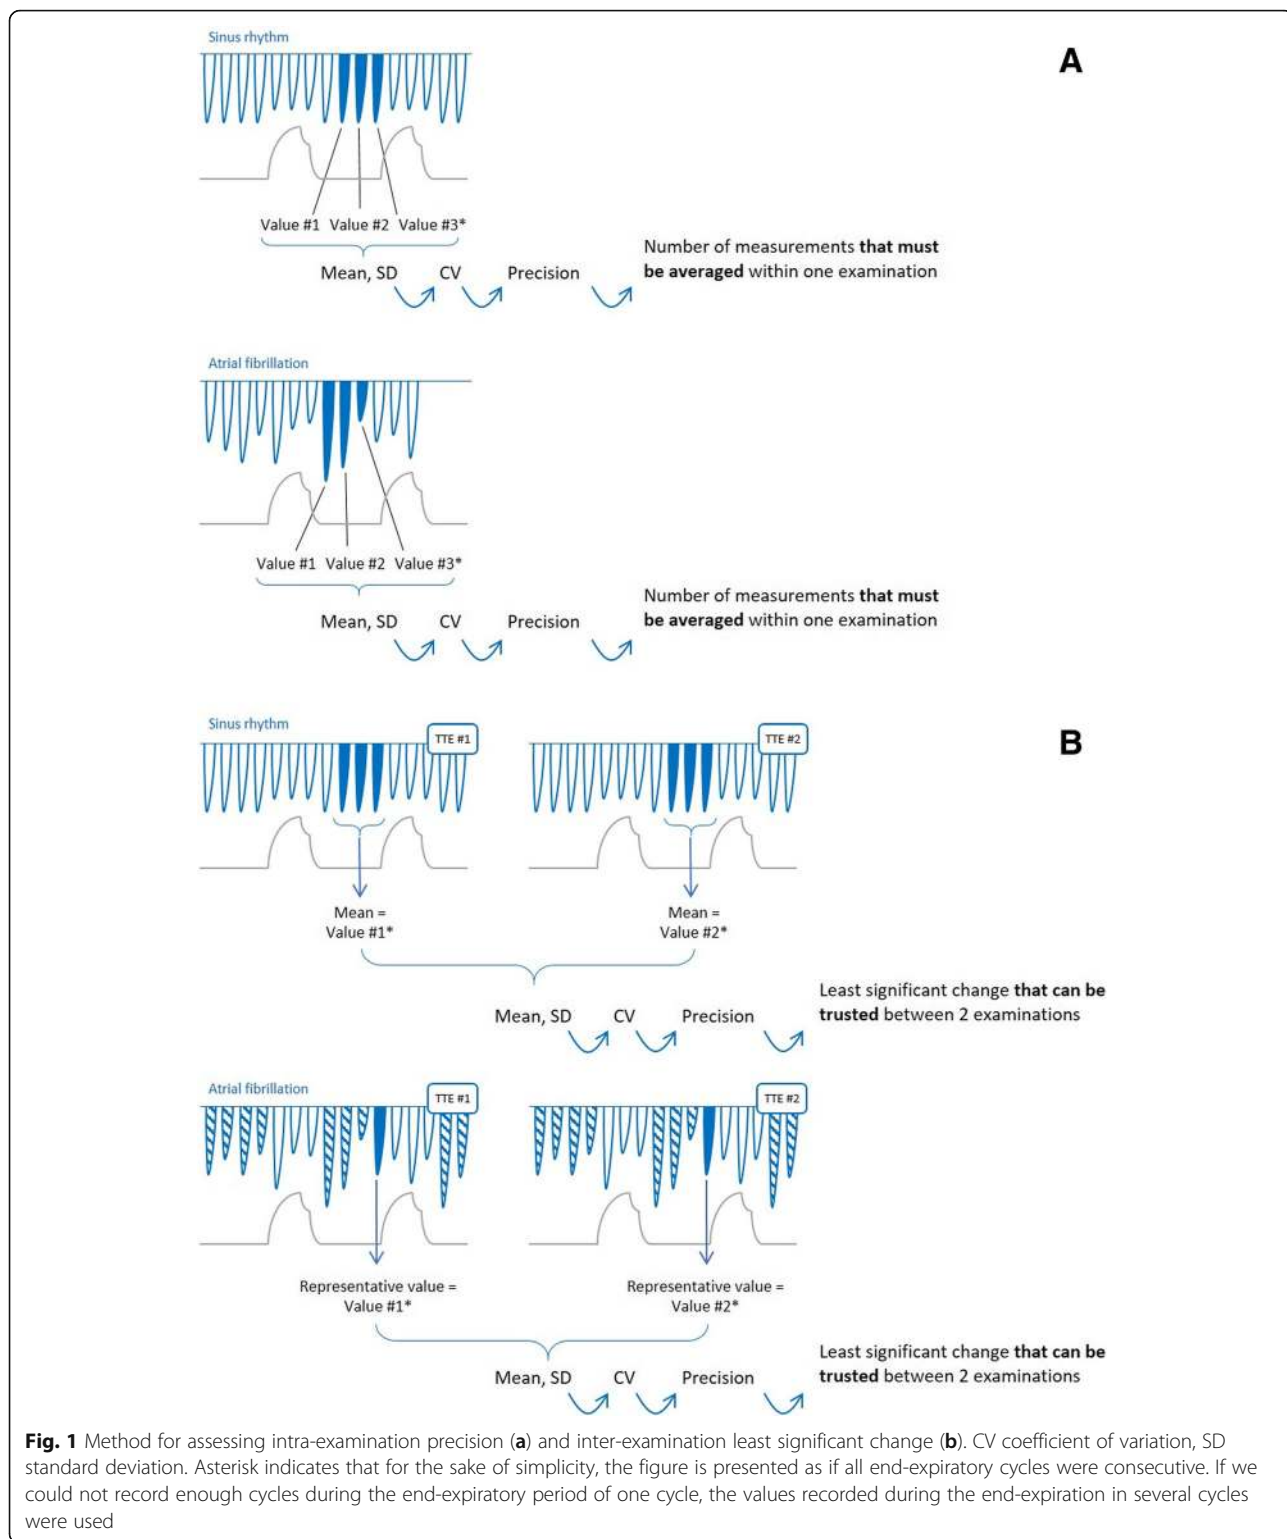 Sinus rhythm
A
Value #1 Value #2 Value #3*
Mean, SD CV Precision
Number of measurements that must
be averaged within one examination
Atrial fibrillation
Value #1 Value #2 Value #3*
Mean, SD CV Precision
Number of measurements that must
be averaged within one examination
B
Sinus rhythm
TTE #1
TTE #2
Mean =
Value #1*
Mean =
Value #2*
Mean, SD CV Precision
Least significant change that can be
trusted between 2 examinations
Atrial fibrillation
TTE #1
TTE #2
Representative value =
Value #1*
Representative value =
Value #2*
Mean, SD CV Precision
Least significant change that can be
trusted between 2 examinations
Fig. 1 Method for assessing intra-examination precision (a) and inter-examination least significant change (b). CV coefficient of variation, SD
standard deviation. Asterisk indicates that for the sake of simplicity, the figure is presented as if all end-expiratory cycles were consecutive. If we
could not record enough cycles during the end-expiratory period of one cycle, the values recorded during the end-expiration in several cycles
were used